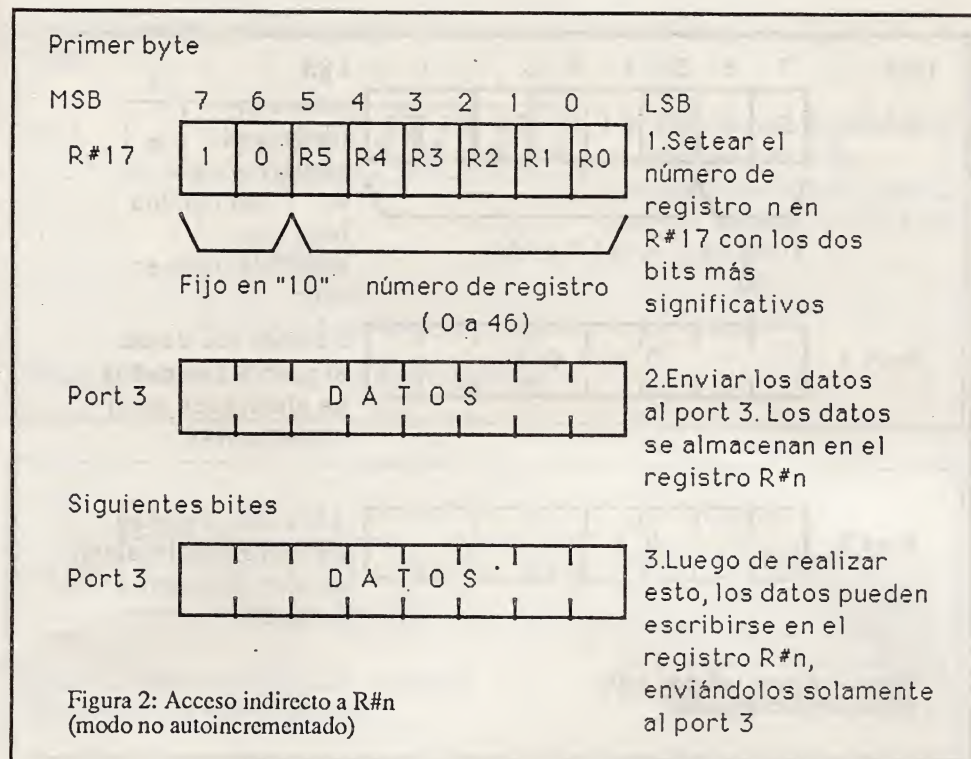 Primer byte
MSB 7 6 5 4 3 2 1 0 LSB
R#17 1 0 R5 R4 R3 R2 R1 R0
1.Setear el
número de
registro n en
R#17 con los dos
bits más
significativos
Fijo en "10" número de registro
( 0 a 46)
Port 3 D A T O S
2.Enviar los datos
al port 3. Los datos
se almacenan en el
registro R#n
Siguientes bites
Port 3 D A T O S
3.Luego de realizar
esto, los datos pueden
escribirse en el
registro R#n,
enviándolos solamente
al port 3
Figura 2: Acceso indirecto a R#n
(modo no autoincrementado)